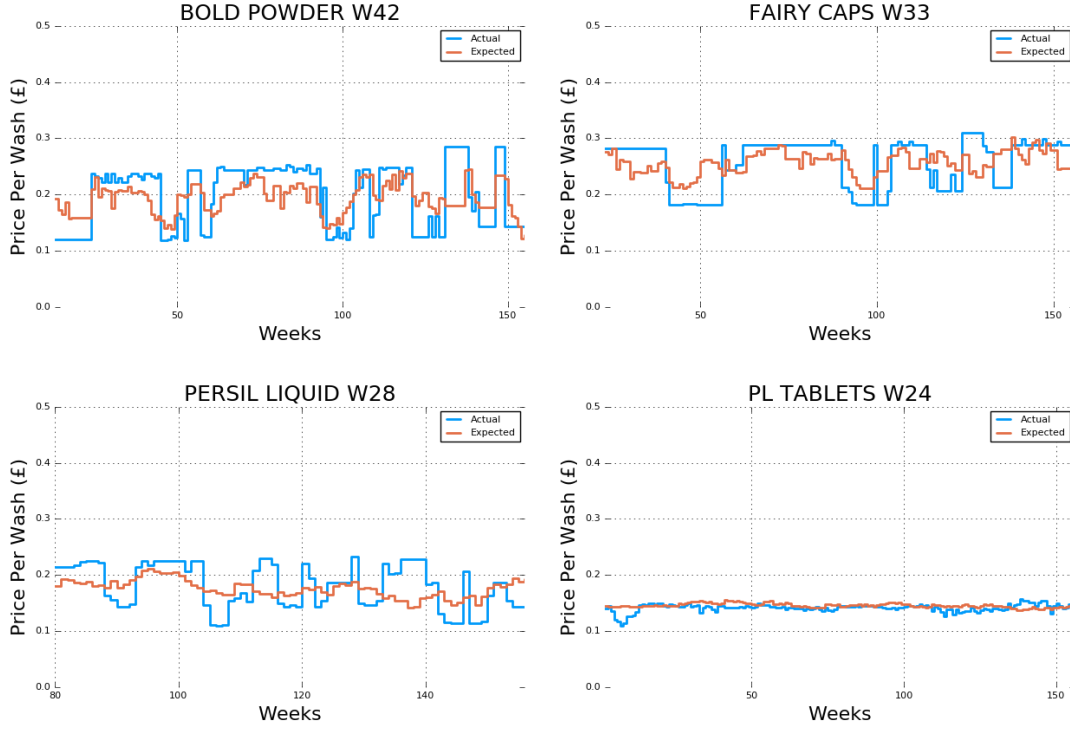 BOLD POWDER W42
0.5
0.4
0.3
0.2
0.1
0.0
Price Per Wash (£)
50
100
150
Weeks
Actual
Expected
FAIRY CAPS W33
0.5
0.4
0.3
0.2
0.1
0.0
Price Per Wash (£)
50
100
150
Weeks
Actual
Expected
PERSIL LIQUID W28
0.5
0.4
0.3
0.2
0.1
0.0
Price Per Wash (£)
80
100
120
140
Weeks
Actual
Expected
PL TABLETS W24
0.5
0.4
0.3
0.2
0.1
0.0
Price Per Wash (£)
50
100
150
Weeks
Actual
Expected